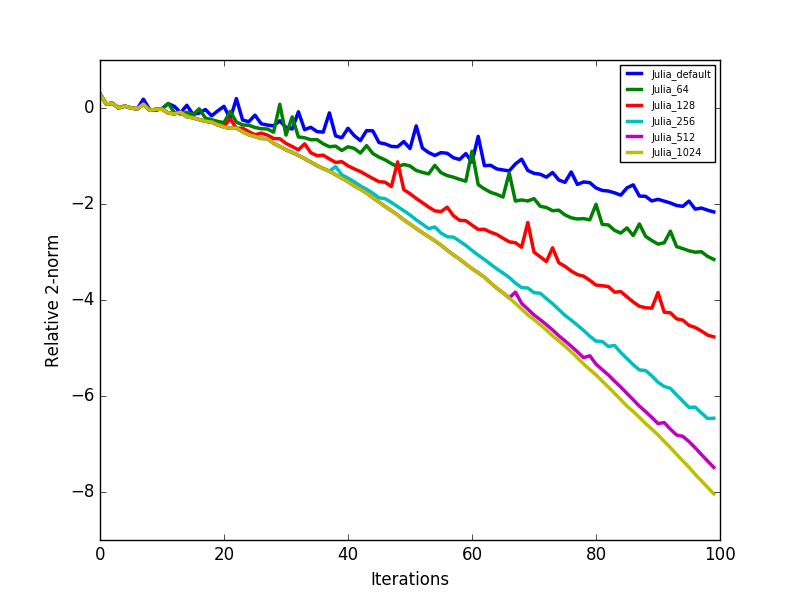 Julia_default
Julia_64
Julia_128
Julia_256
Julia_512
Julia_1024
0
−2
−4
−6
−8
Relative 2-norm
0 20 40 60 80 100
Iterations